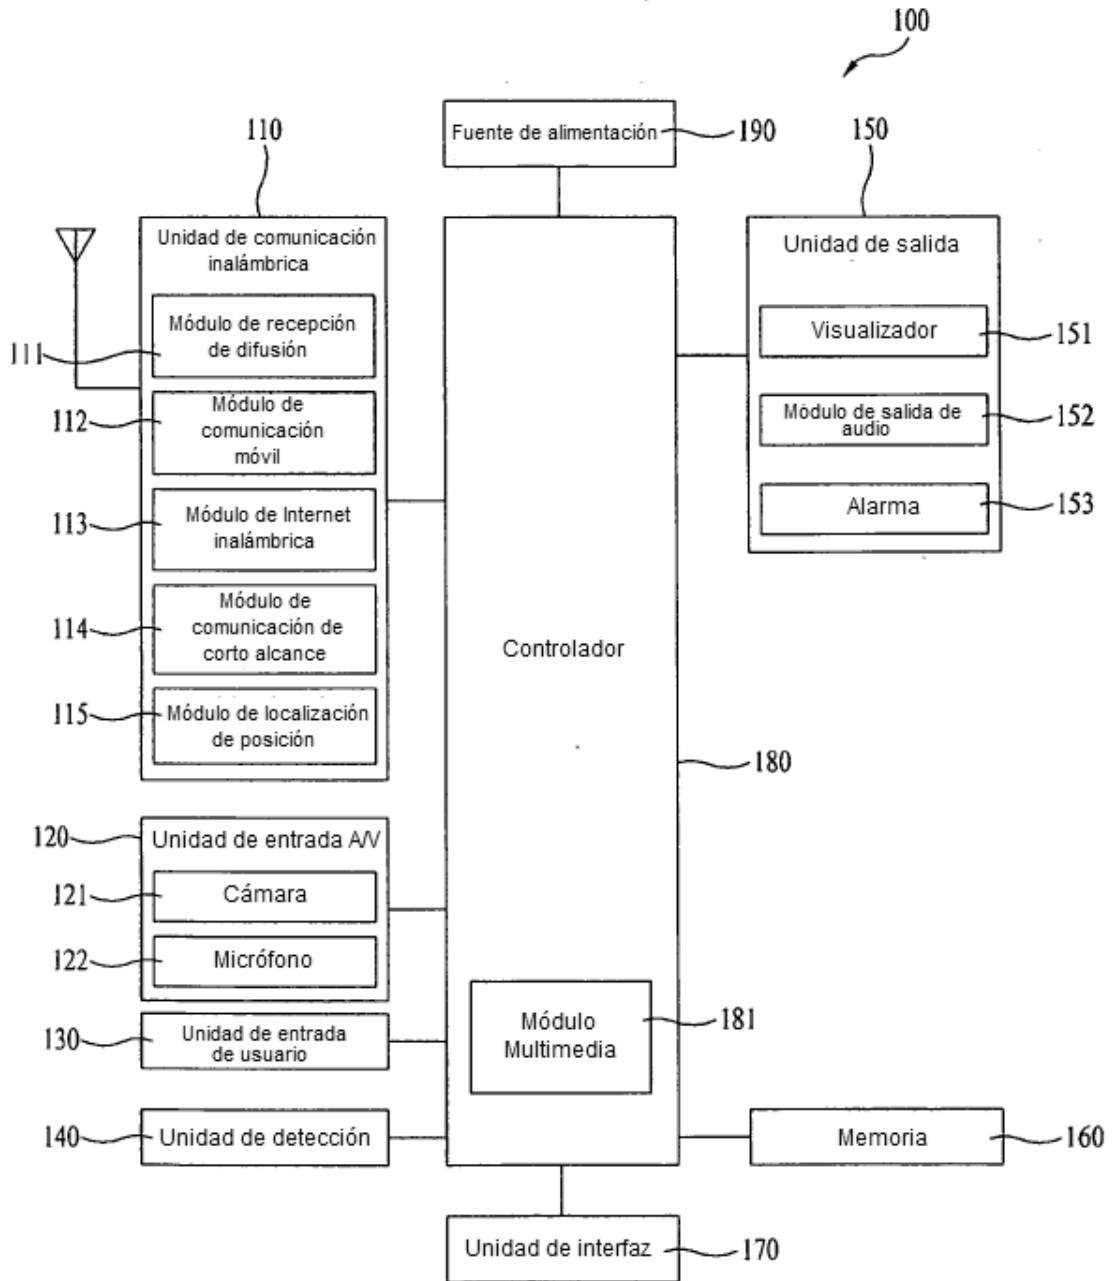 100
Fuente de alimentación
190
110
150
Unidad de comunicación
inalámbrica
Módulo de recepción
de difusión
111
Módulo de
comunicación
móvil
112
Módulo de Internet
inalámbrica
113
Módulo de
comunicación de
corto alcance
114
Módulo de localización
de posición
115
Unidad de salida
Visualizador
151
Módulo de salida de
audio
152
Alarma
153
Controlador
180
120
Unidad de entrada A/V
121
Cámara
122
Micrófono
130
Unidad de entrada
de usuario
140
Unidad de detección
Módulo
Multimedia
181
Memoria
160
Unidad de interfaz
170